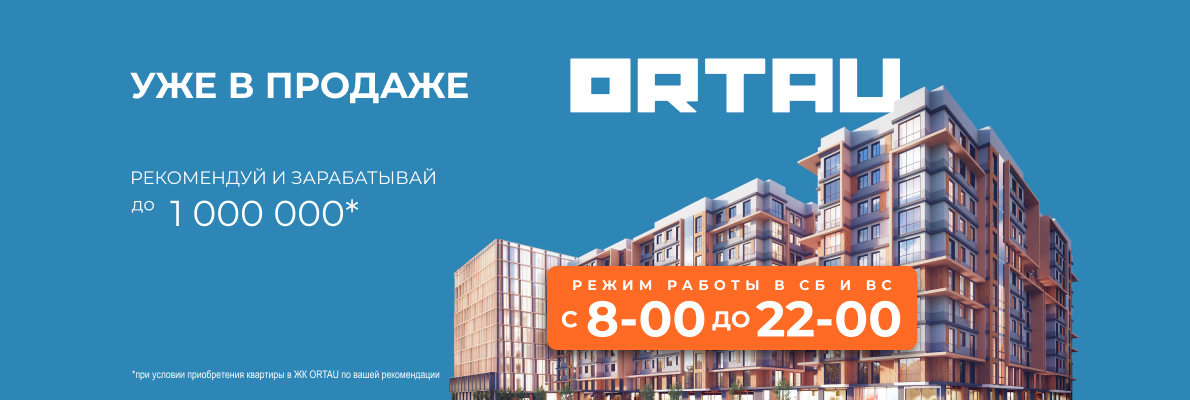 УЖЕ В ПРОДАЖЕ
ORTAU
РЕКОМЕНДУЙ И ЗАРАБАТЫВАЙ
ДО 1 000 000*
РЕЖИМ РАБОТЫ В СБ И ВС
С 8-00 ДО 22-00
*при условии приобретения квартиры в ЖК ORTAU по вашей рекомендации